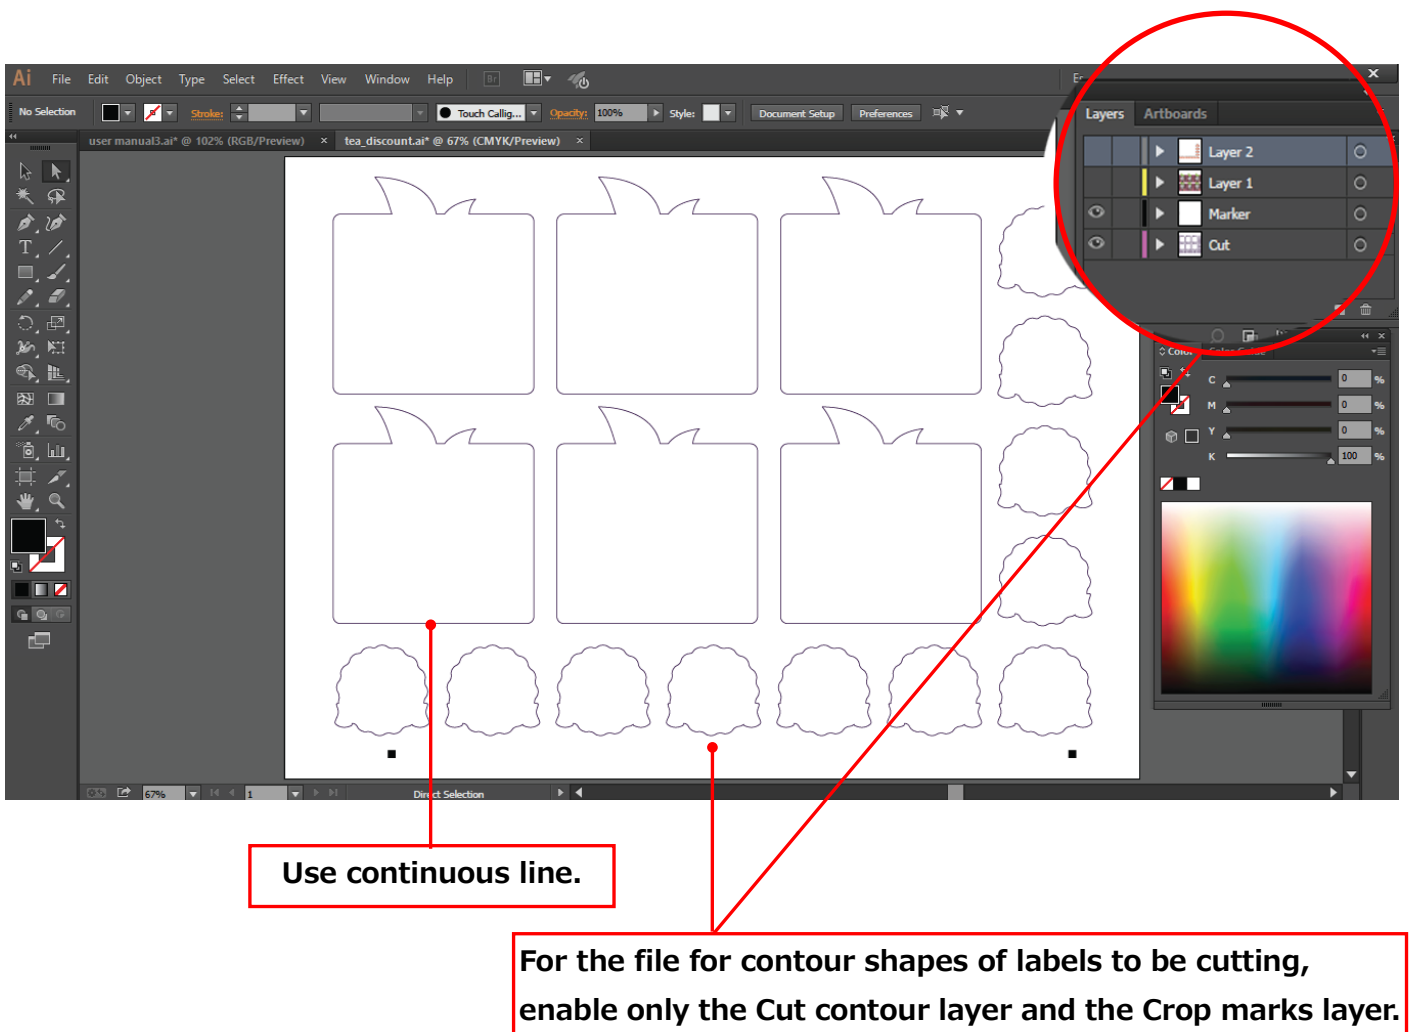 Ai File Edit Object Type Select Effect View Window Help Br
No Selection Stroke: Touch Callig... Opacity: 100% Style: Document Setup Preferences
user manual3.ai* @ 102% (RGB/Preview) × tea_discount.ai* @ 67% (CMYK/Preview) ×
Layers Artboards
Layer 2
Layer 1
Marker
Cut
C 0 %
M 0 %
Y 0 %
K 100 %
67% 1 Direct Selection
Use continuous line.
For the file for contour shapes of labels to be cutting,
enable only the Cut contour layer and the Crop marks layer.